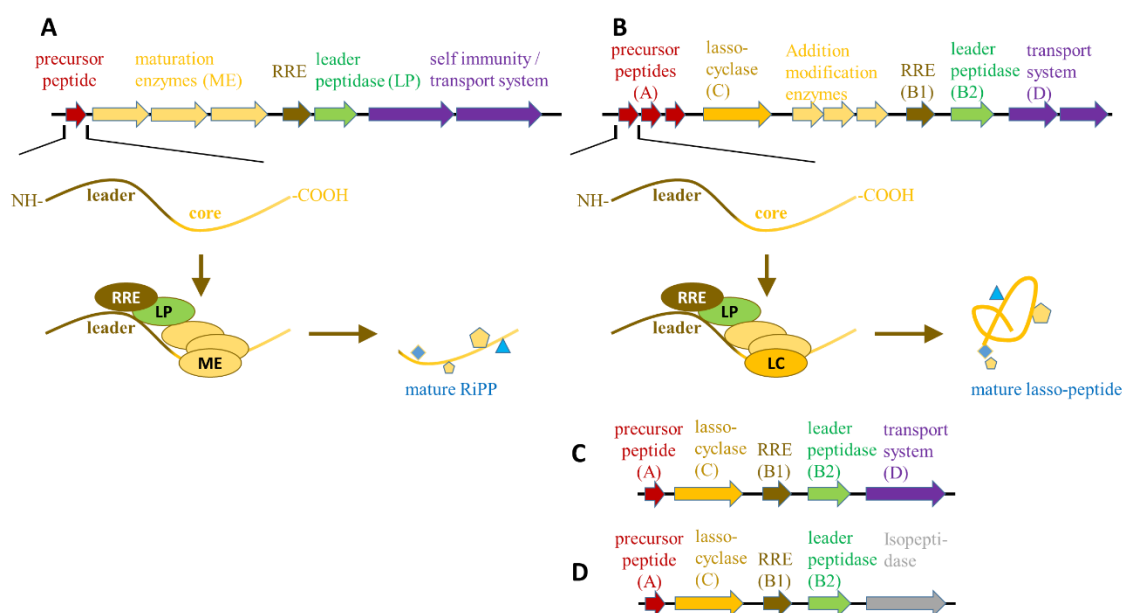 A
precursor
peptide
maturation
enzymes (ME)
RRE
leader
peptidase (LP)
self immunity /
transport system
NH-
leader
core
-COOH
RRE
LP
leader
ME
mature RiPP
B
precursor
peptides
(A)
lasso-
cyclase
(C)
Addition
modification
enzymes
RRE
(B1)
leader
peptidase
(B2)
transport
system
(D)
NH-
leader
core
-COOH
RRE
LP
leader
LC
mature lasso-peptide
C
precursor
peptide
(A)
lasso-
cyclase
(C)
RRE
(B1)
leader
peptidase
(B2)
transport
system
(D)
D
precursor
peptide
(A)
lasso-
cyclase
(C)
RRE
(B1)
leader
peptidase
(B2)
Isopepti-
dase